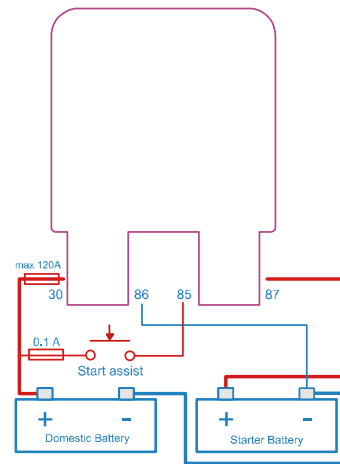 max 120A
30 86 85 87
0.1 A
Start assist
+ - + -
Domestic Battery Starter Battery